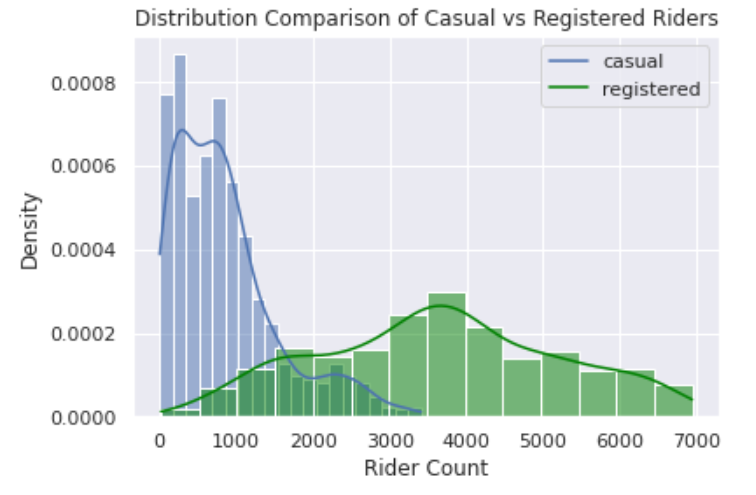 Distribution Comparison of Casual vs Registered Riders
casual
registered
0.0008
0.0006
0.0004
0.0002
0.0000
Density
0 1000 2000 3000 4000 5000 6000 7000
Rider Count